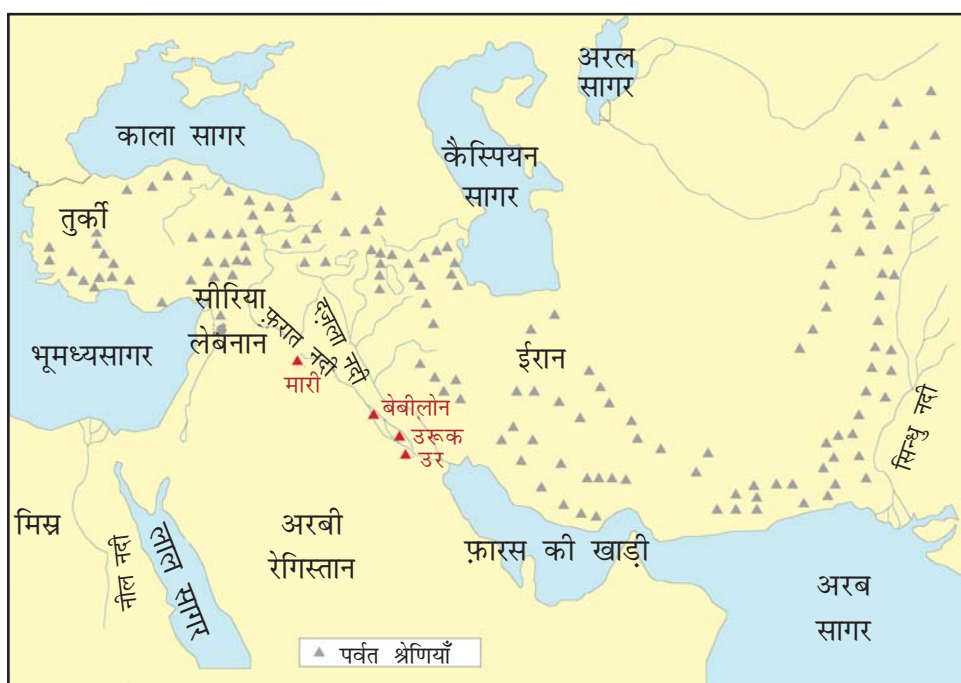 अरल
सागर
काला सागर
कैस्पियन
सागर
तुर्की
सीरिया
लेबनान
फ़रात नदी
दज़ला नदी
भूमध्यसागर
ईरान
मारी
बेबीलोन
उरूक
उर
सिन्धु नदी
मिस्र
नील नदी
लाल सागर
अरबी
रेगिस्तान
फ़ारस की खाड़ी
अरब
सागर
पर्वत श्रेणियाँ